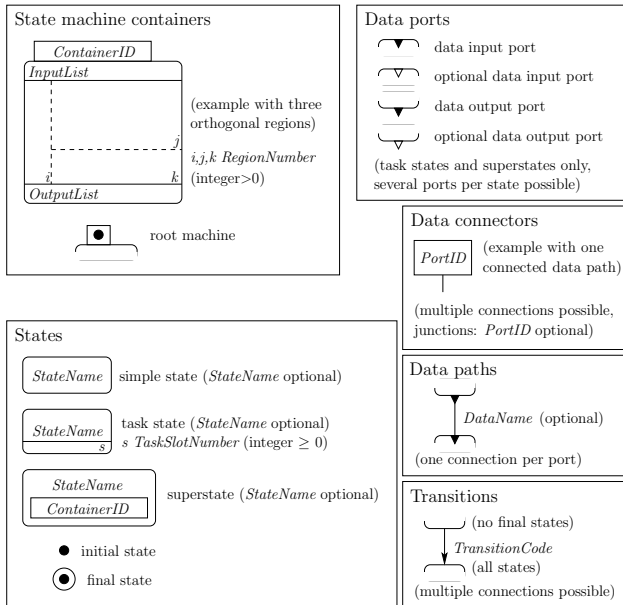 State machine containers
ContainerID
InputList
(example with three
orthogonal regions)
j
i,j,k RegionNumber
i
k
(integer>0)
OutputList
root machine
States
StateName
simple state (StateName optional)
StateName
task state (StateName optional)
s
s TaskSlotNumber (integer ≥ 0)
StateName
ContainerID
superstate (StateName optional)
initial state
final state
Data ports
data input port
optional data input port
data output port
optional data output port
(task states and superstates only,
several ports per state possible)
Data connectors
PortID
(example with one
connected data path)
(multiple connections possible,
junctions: PortID optional)
Data paths
DataName (optional)
(one connection per port)
Transitions
(no final states)
TransitionCode
(all states)
(multiple connections possible)